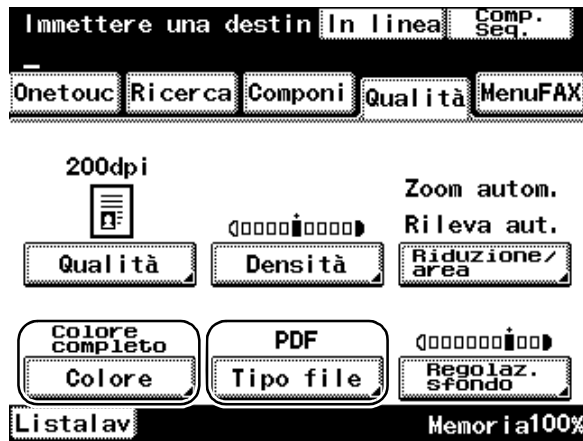 Immettere una destin In linea Comp. Seq.
Onetouc Ricerca Componi Qualità MenuFAX
200dpi
Zoom autom.
Rileva aut.
Qualità Densità Riduzione/ area
Colore completo PDF
Colore Tipo file Regolaz. sfondo
Listalav Memoria100%